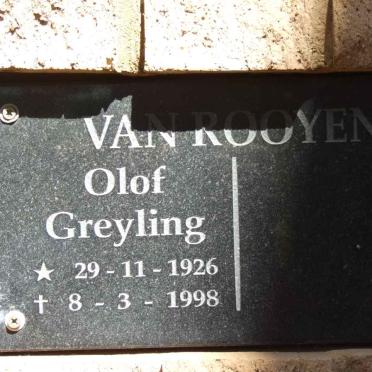 VAN ROOYEN
Olof
Greyling
★ 29 - 11 - 1926
† 8 - 3 - 1998